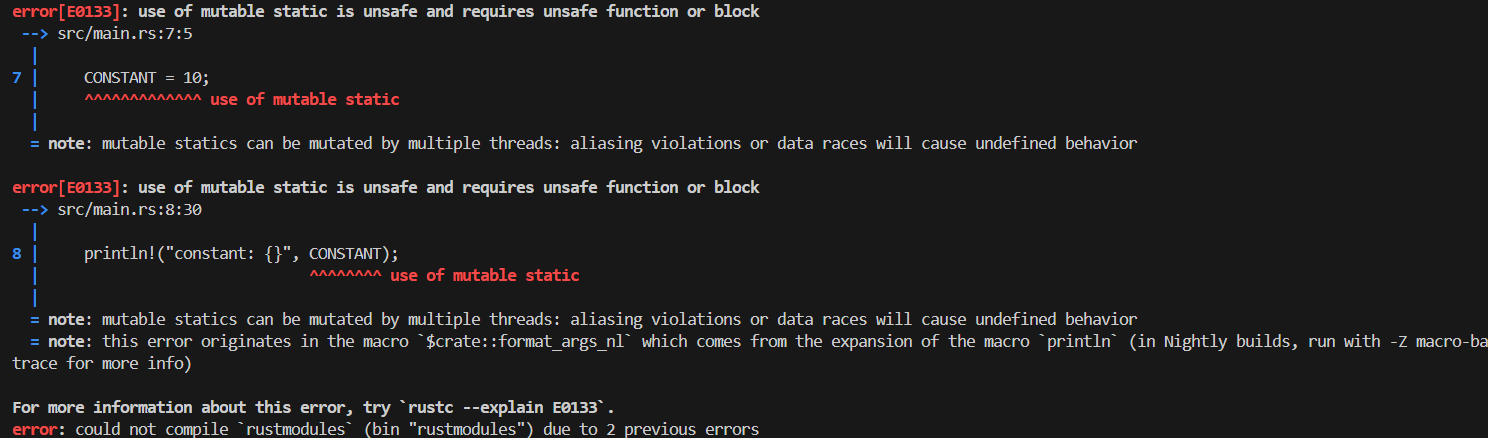 error[E0133]: use of mutable static is unsafe and requires unsafe function or block
 --> src/main.rs:7:5
  |
7 |     CONSTANT = 10;
  |     ^^^^^^^^^^^^^ use of mutable static
  |
  = note: mutable statics can be mutated by multiple threads: aliasing violations or data races will cause undefined behavior

error[E0133]: use of mutable static is unsafe and requires unsafe function or block
 --> src/main.rs:8:30
  |
8 |     println!("constant: {}", CONSTANT);
  |                              ^^^^^^^^ use of mutable static
  |
  = note: mutable statics can be mutated by multiple threads: aliasing violations or data races will cause undefined behavior
  = note: this error originates in the macro `$crate::format_args_nl` which comes from the expansion of the macro `println` (in Nightly builds, run with -Z macro-ba
trace for more info)

For more information about this error, try `rustc --explain E0133`.
error: could not compile `rustmodules` (bin "rustmodules") due to 2 previous errors